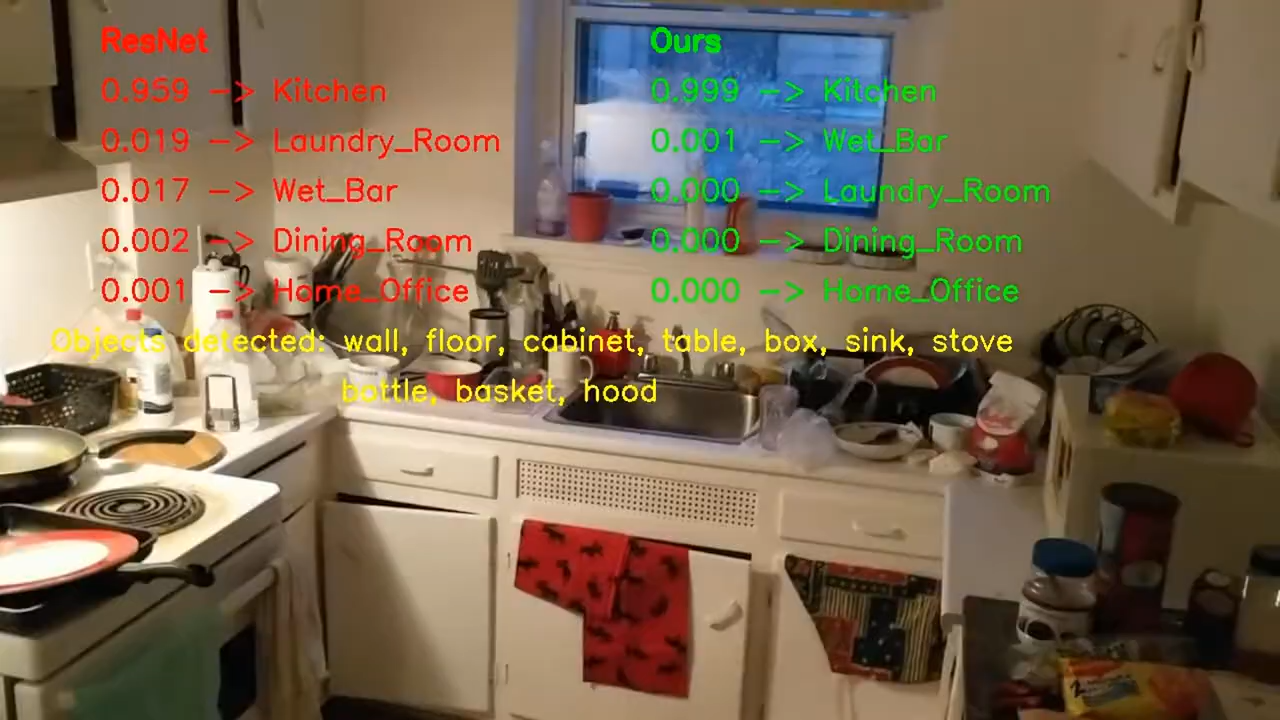 ResNet
0.959 -> Kitchen
0.019 -> Laundry_Room
0.017 -> Wet_Bar
0.002 -> Dining_Room
0.001 -> Home_Office
Ours
0.999 -> Kitchen
0.001 -> Wet_Bar
0.000 -> Laundry_Room
0.000 -> Dining_Room
0.000 -> Home_Office
Objects detected: wall, floor, cabinet, table, box, sink, stove
bottle, basket, hood